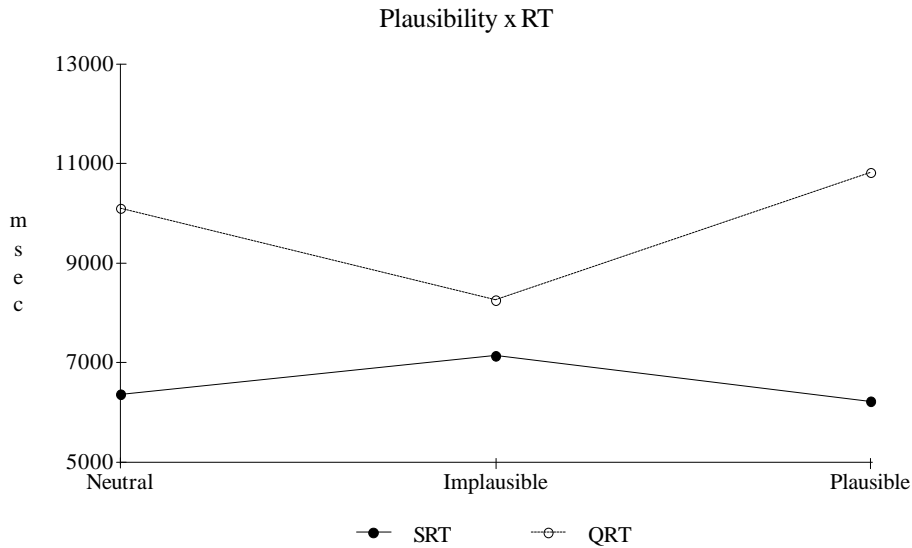 Plausibility x RT
13000
11000
9000
7000
5000
m
s
e
c
Neutral Implausible Plausible
SRT QRT